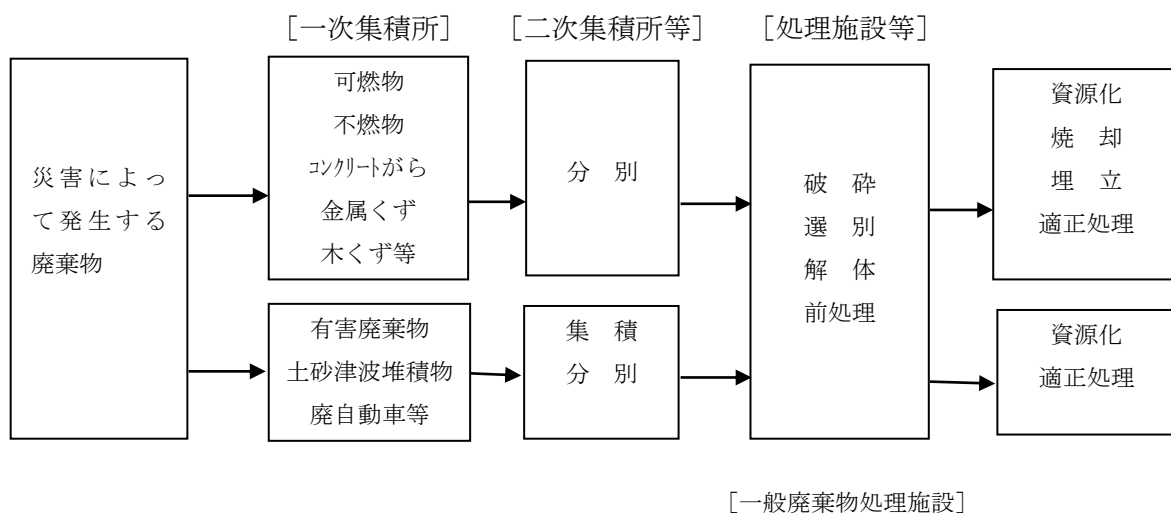 ［一次集積所］
［二次集積所等］
［処理施設等］
災害によっ
て発生する
廃棄物
可燃物
不燃物
ｺﾝｸﾘｰﾄがら
金属くず
木くず等
分　別
破　砕
選　別
解　体
前処理
資源化
焼　却
埋　立
適正処理
有害廃棄物
土砂津波堆積物
廃自動車等
集　積
分　別
資源化
適正処理
［一般廃棄物処理施設］